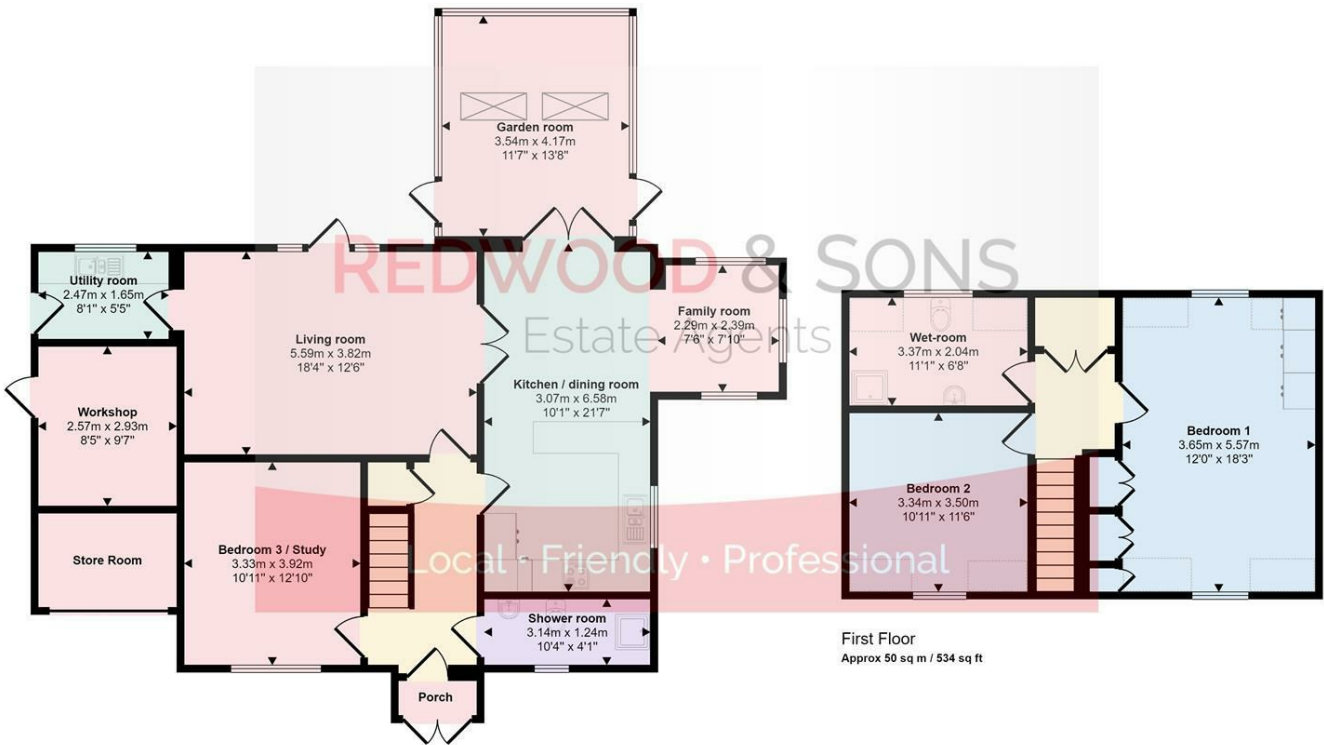 Garden room
3.54m x 4.17m
11'7" x 13'8"
REDWOOD & SONS
Estate Agents
Utility room
2.47m x 1.65m
8'1" x 5'5"
Living room
5.59m x 3.82m
18'4" x 12'6"
Family room
2.29m x 2.39m
7'6" x 7'10"
Kitchen / dining room
3.07m x 6.58m
10'1" x 21'7"
Workshop
2.57m x 2.93m
8'5" x 9'7"
Store Room
Bedroom 3 / Study
3.33m x 3.92m
10'11" x 12'10"
Local · Friendly · Professional
Shower room
3.14m x 1.24m
10'4" x 4'1"
Porch
Wet-room
3.37m x 2.04m
11'1" x 6'8"
Bedroom 1
3.65m x 5.57m
12'0" x 18'3"
Bedroom 2
3.34m x 3.50m
10'11" x 11'6"
First Floor
Approx 50 sq m / 534 sq ft